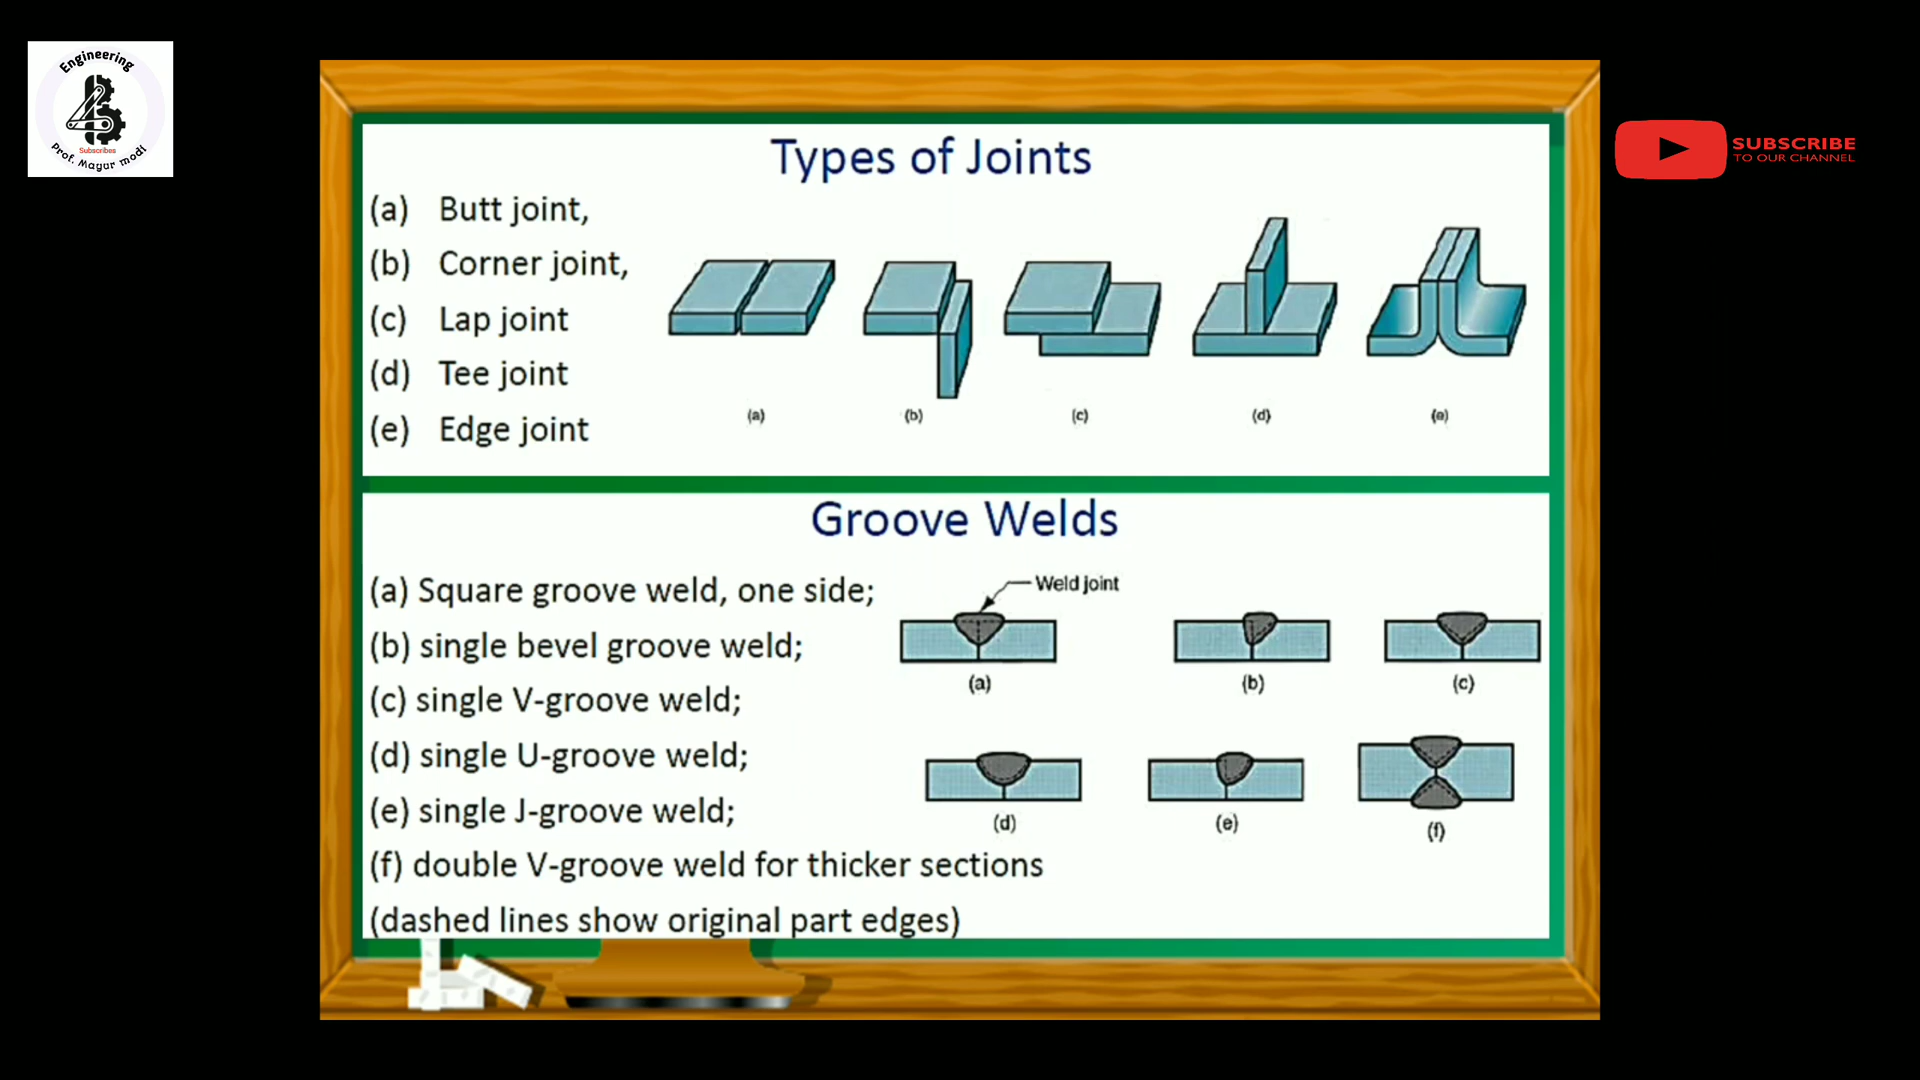 Engineering
Subscribes
Prof. Mayur modi
SUBSCRIBE
TO OUR CHANNEL
Types of Joints
(a) Butt joint,
(b) Corner joint,
(c) Lap joint
(d) Tee joint
(e) Edge joint
(a) (b) (c) (d) (e)
Groove Welds
(a) Square groove weld, one side;
(b) single bevel groove weld;
(c) single V-groove weld;
(d) single U-groove weld;
(e) single J-groove weld;
(f) double V-groove weld for thicker sections
(dashed lines show original part edges)
Weld joint
(a) (b) (c)
(d) (e) (f)